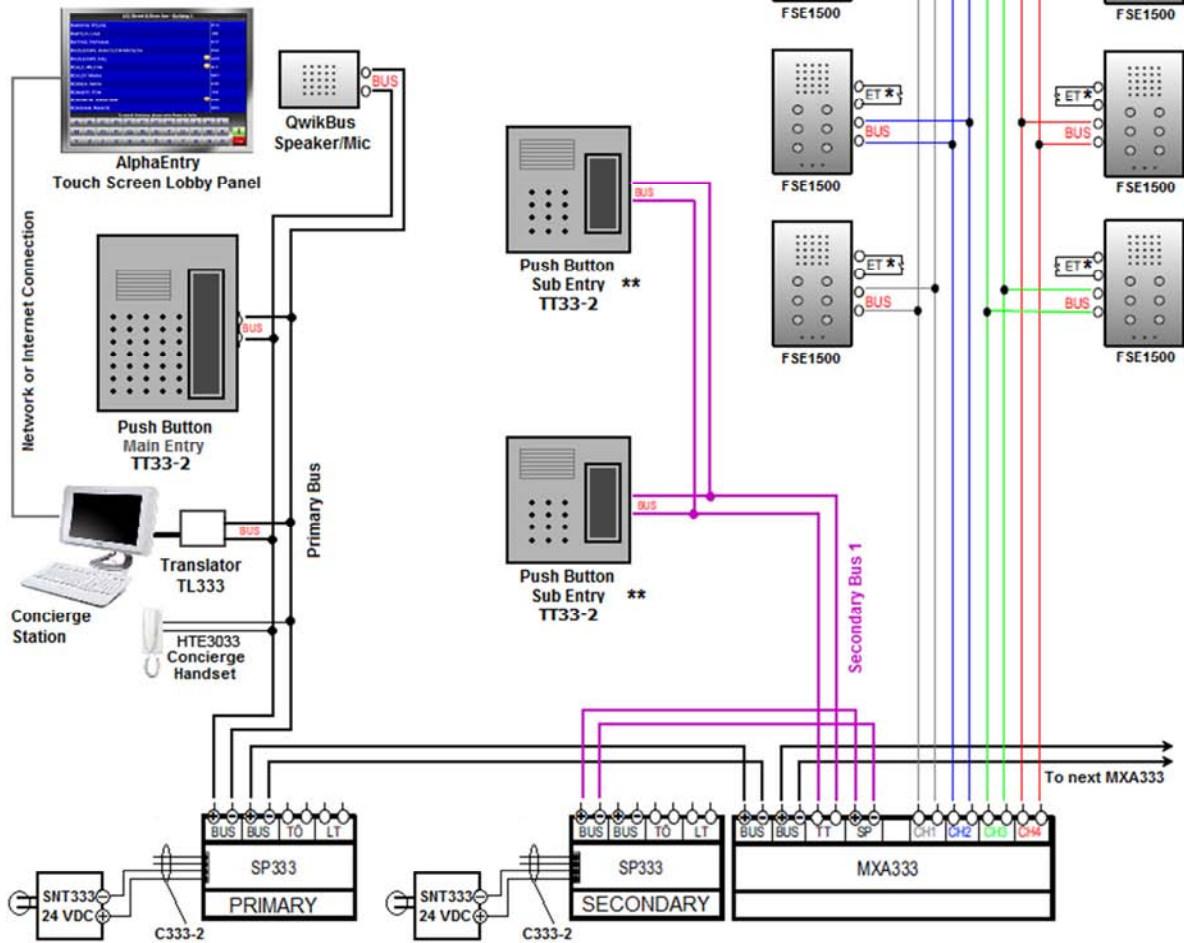 FSE1500
FSE1500
BUS
QwikBus
Speaker/Mic
AlphaEntry
Touch Screen Lobby Panel
Network or Internet Connection
BUS
Push Button
Main Entry
TT33-2
Primary Bus
BUS
Translator
TL333
Concierge
Station
HTE3033
Concierge
Handset
BUS
Push Button
Sub Entry **
TT33-2
BUS
Push Button
Sub Entry **
TT33-2
Secondary Bus 1
ET*
BUS
FSE1500
ET*
BUS
FSE1500
ET*
BUS
FSE1500
ET*
BUS
FSE1500
To next MXA333
BUS BUS TÖ LT
SP333
PRIMARY
SNT333
24 VDC
C333-2
BUS BUS TÖ LT
SP333
SECONDARY
SNT333
24 VDC
C333-2
BUS BUS TT SP CH1 CH2 CH3 CH4
MXA333